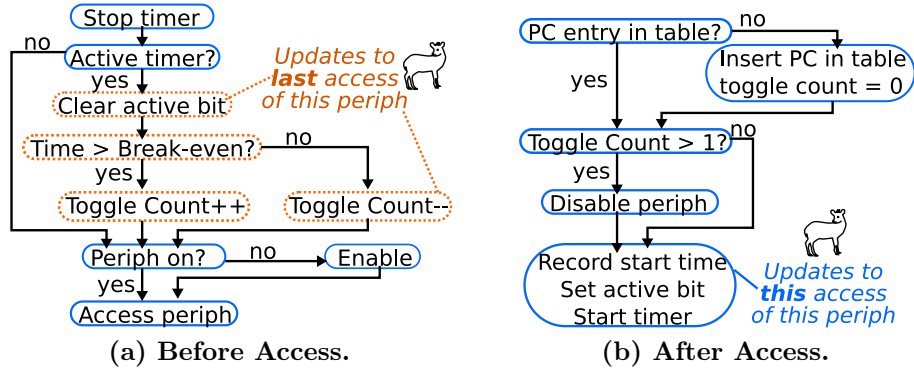 Stop timer
no
Active timer?
yes
Clear active bit
Updates to
last access
of this periph
Time > Break-even?
no
yes
Toggle Count++
Toggle Count--
Periph on?
no
Enable
yes
Access periph
(a) Before Access.
PC entry in table?
no
Insert PC in table
toggle count = 0
yes
Toggle Count > 1?
no
yes
Disable periph
Record start time
Set active bit
Start timer
Updates to
this access
of this periph
(b) After Access.